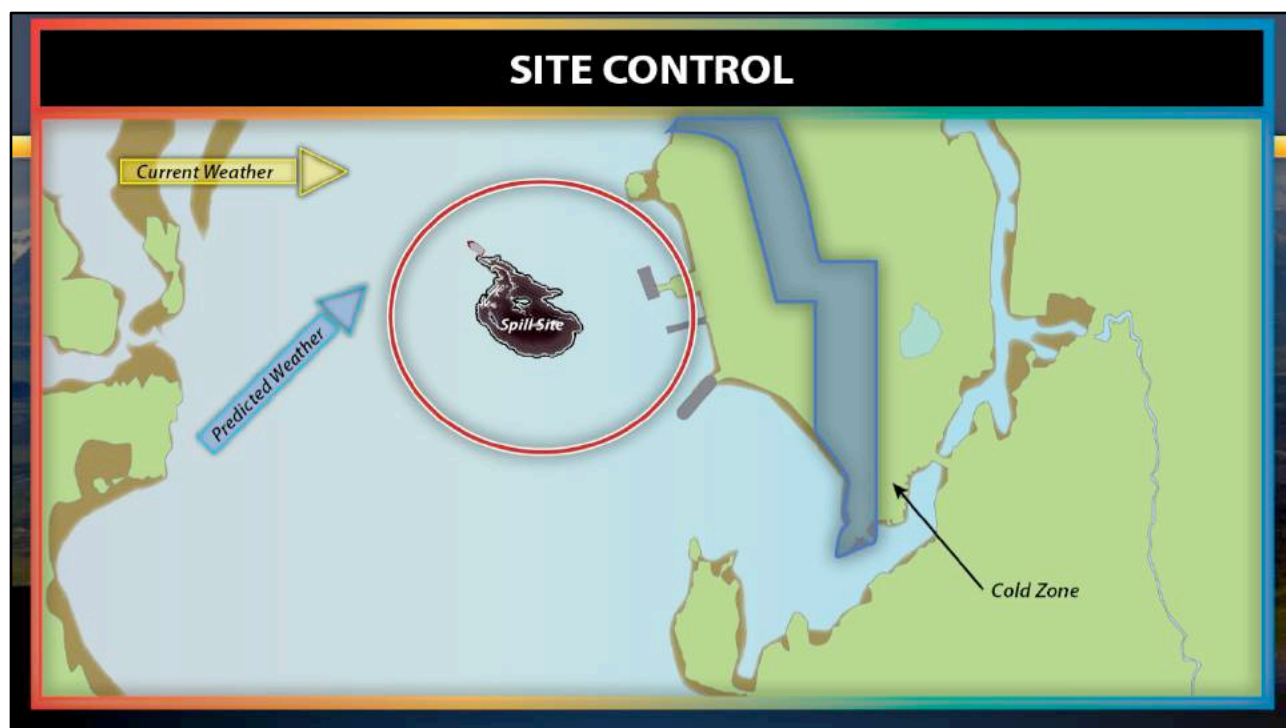 SITE CONTROL
Current Weather
Spill Site
Predicted Weather
Cold Zone